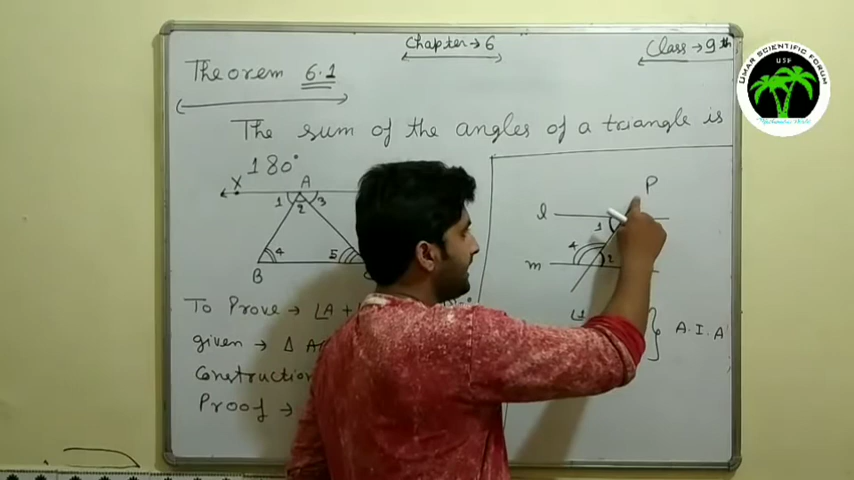 Chapter → 6
Class → 9th
Theorem 6.1
The sum of the angles of a triangle is
180°
X A
1 2 3
4 5
B
P
l
1
4
2
m
To Prove → ∠A +
given → Δ
Construction
Proof →
∠1
A.I.A
UMAR SCIENTIFIC FORUM
USF